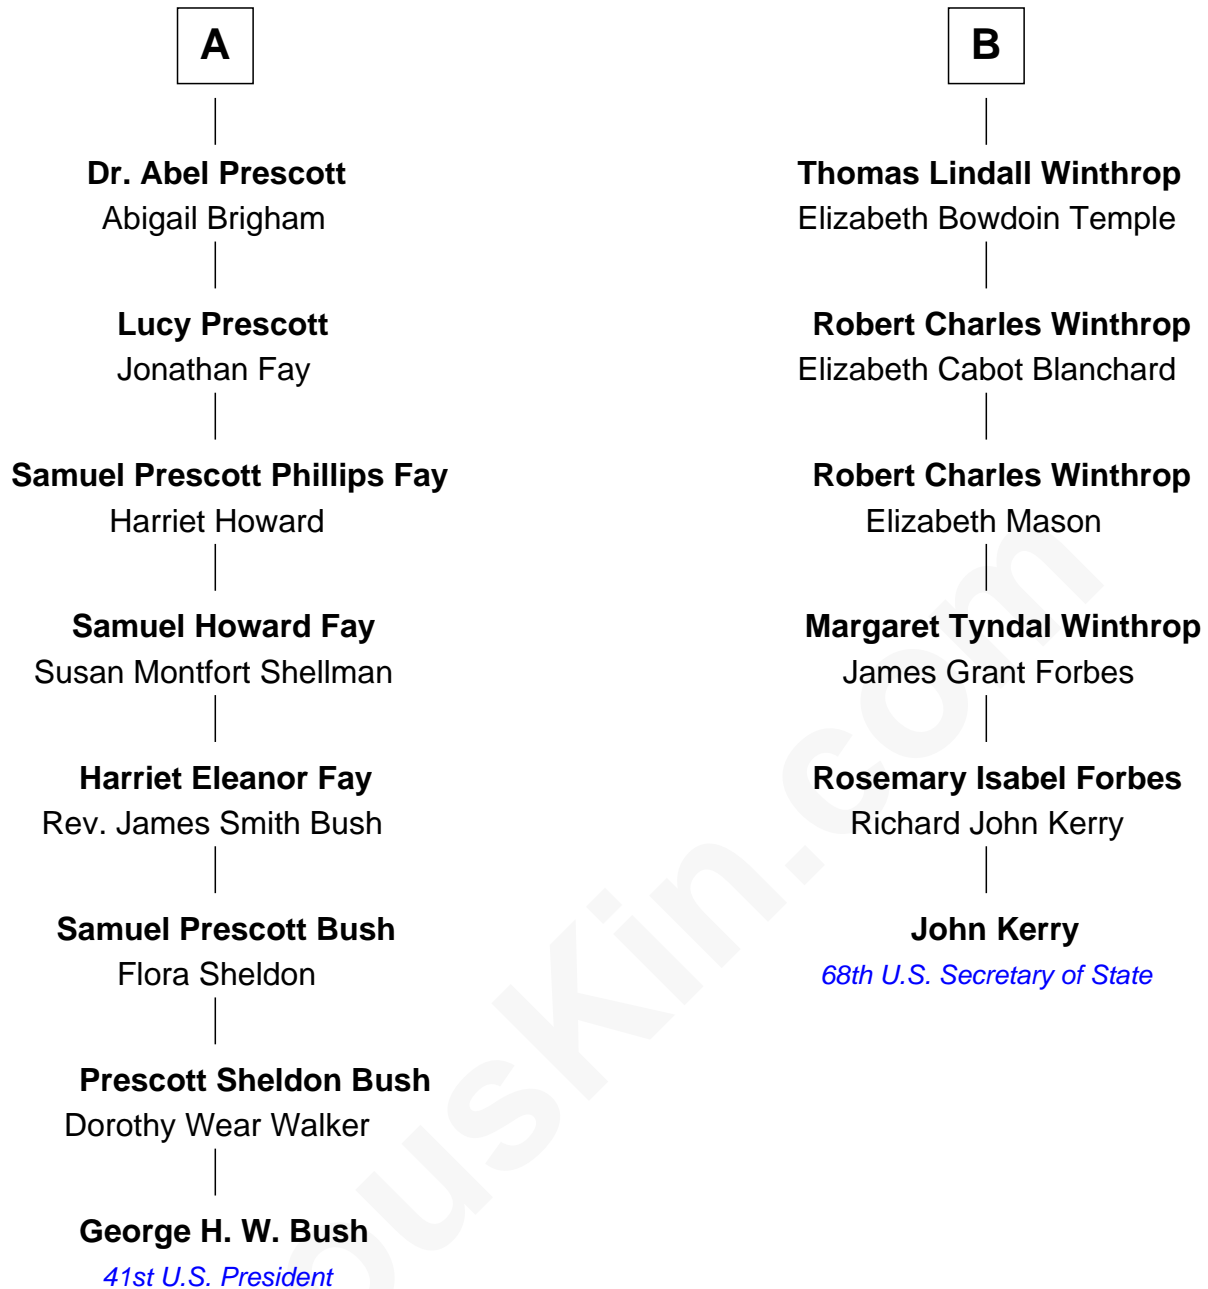 A
Dr. Abel Prescott
Abigail Brigham
Lucy Prescott
Jonathan Fay
Samuel Prescott Phillips Fay
Harriet Howard
Samuel Howard Fay
Susan Montfort Shellman
Harriet Eleanor Fay
Rev. James Smith Bush
Samuel Prescott Bush
Flora Sheldon
Prescott Sheldon Bush
Dorothy Wear Walker
George H. W. Bush
41st U.S. President
B
Thomas Lindall Winthrop
Elizabeth Bowdoin Temple
Robert Charles Winthrop
Elizabeth Cabot Blanchard
Robert Charles Winthrop
Elizabeth Mason
Margaret Tyndal Winthrop
James Grant Forbes
Rosemary Isabel Forbes
Richard John Kerry
John Kerry
68th U.S. Secretary of State
ousKin.com